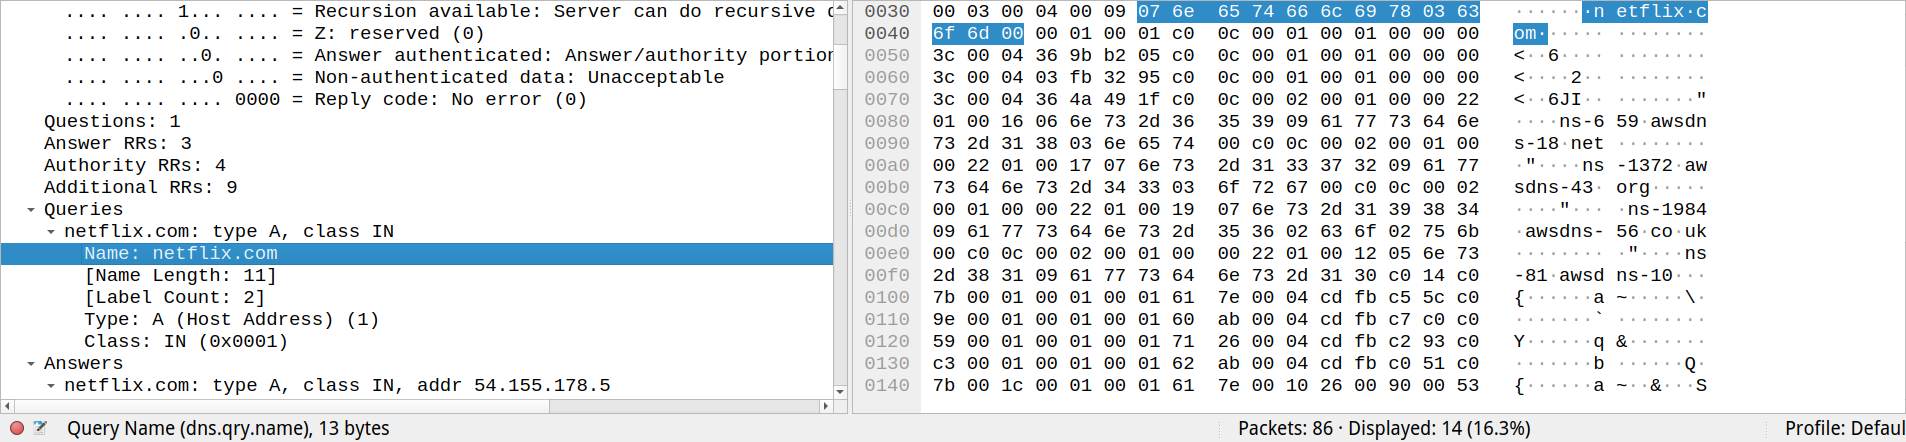 .... .... 1... .... = Recursion available: Server can do recursive
.... .... .0.. .... = Z: reserved (0)
.... .... ..0. .... = Answer authenticated: Answer/authority portion
.... .... ...0 .... = Non-authenticated data: Unacceptable
.... .... .... 0000 = Reply code: No error (0)
Questions: 1
Answer RRs: 3
Authority RRs: 4
Additional RRs: 9
Queries
netflix.com: type A, class IN
Name: netflix.com
[Name Length: 11]
[Label Count: 2]
Type: A (Host Address) (1)
Class: IN (0x0001)
Answers
netflix.com: type A, class IN, addr 54.155.178.5
0030 00 03 00 04 00 09 07 6e 65 74 66 6c 69 78 03 63 ·······n etflix·c
0040 6f 6d 00 00 01 00 01 c0 0c 00 01 00 01 00 00 00 om······ ········
0050 3c 00 04 36 9b b2 05 c0 0c 00 01 00 01 00 00 00 <··6···· ········
0060 3c 00 04 03 fb 32 95 c0 0c 00 01 00 01 00 00 00 <····2·· ········
0070 3c 00 04 36 4a 49 1f c0 0c 00 02 00 01 00 00 22 <··6JI·· ·······"
0080 01 00 16 06 6e 73 2d 36 35 39 09 61 77 73 64 6e ····ns-6 59·awsdn
0090 73 2d 31 38 03 6e 65 74 00 c0 0c 00 02 00 01 00 s-18·net ········
00a0 00 22 01 00 17 07 6e 73 2d 31 33 37 32 09 61 77 ·"····ns -1372·aw
00b0 73 64 6e 73 2d 34 33 03 6f 72 67 00 c0 0c 00 02 sdns-43· org·····
00c0 00 01 00 00 22 01 00 19 07 6e 73 2d 31 39 38 34 ····"··· ·ns-1984
00d0 09 61 77 73 64 6e 73 2d 35 36 02 63 6f 02 75 6b ·awsdns- 56·co·uk
00e0 00 c0 0c 00 02 00 01 00 00 22 01 00 12 05 6e 73 ········ ·"····ns
00f0 2d 38 31 09 61 77 73 64 6e 73 2d 31 30 c0 14 c0 -81·awsd ns-10···
0100 7b 00 01 00 01 00 01 61 7e 00 04 cd fb c5 5c c0 {······a ~·····\·
0110 9e 00 01 00 01 00 01 60 ab 00 04 cd fb c7 c0 c0 ·······` ········
0120 59 00 01 00 01 00 01 71 26 00 04 cd fb c2 93 c0 Y······q &·······
0130 c3 00 01 00 01 00 01 62 ab 00 04 cd fb c0 51 c0 ·······b ······Q·
0140 7b 00 1c 00 01 00 01 61 7e 00 10 26 00 90 00 53 {······a ~··&···S
Query Name (dns.qry.name), 13 bytes
Packets: 86 · Displayed: 14 (16.3%)
Profile: Defaul